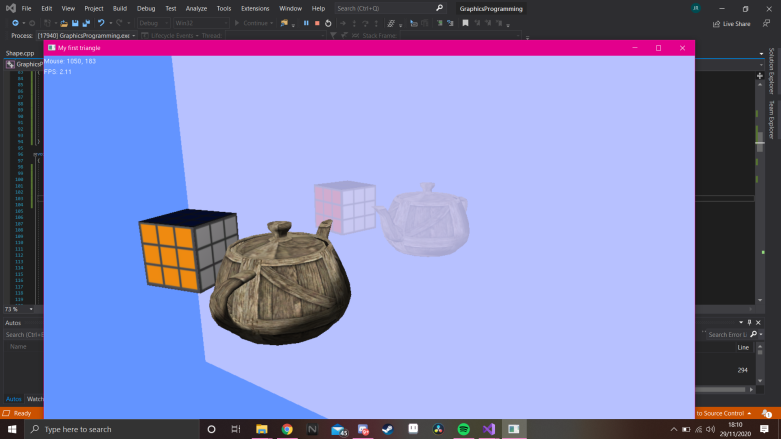 File Edit View Project Build Debug Test Analyze Tools Extensions Window Help Search (Ctrl+Q) GraphicsProgramming JR
Debug Win32 Continue Live Share
Process: [17940] GraphicsProgramming.exe Lifecycle Events Thread: Stack Frame
Shape.cpp
My first triangle
Mouse: 1050, 163
FPS: 2.11
Solution Explorer
Team Explorer
73 %
Autos
Search (Ctrl+E)
Search Error Li
Name
Line
294
Autos Watch
Ready
to Source Control
Type here to search
45
18:10
29/11/2020